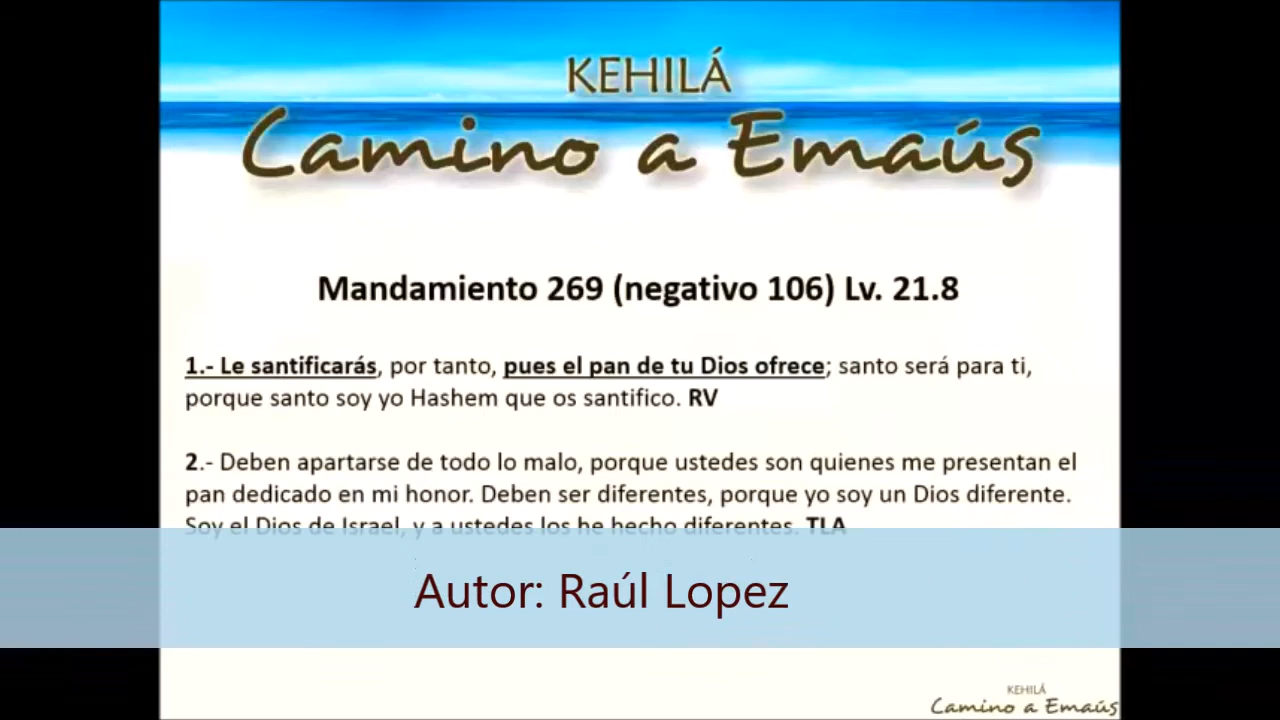 KEHILÁ
Camino a Emaús
Mandamiento 269 (negativo 106) Lv. 21.8
1.- Le santificarás, por tanto, pues el pan de tu Dios ofrece; santo será para ti,
porque santo soy yo Hashem que os santifico. RV
2.- Deben apartarse de todo lo malo, porque ustedes son quienes me presentan el
pan dedicado en mi honor. Deben ser diferentes, porque yo soy un Dios diferente.
Soy el Dios de Israel, y a ustedes los he hecho diferentes. TLA
Autor: Raúl Lopez
KEHILÁ
Camino a Emaús